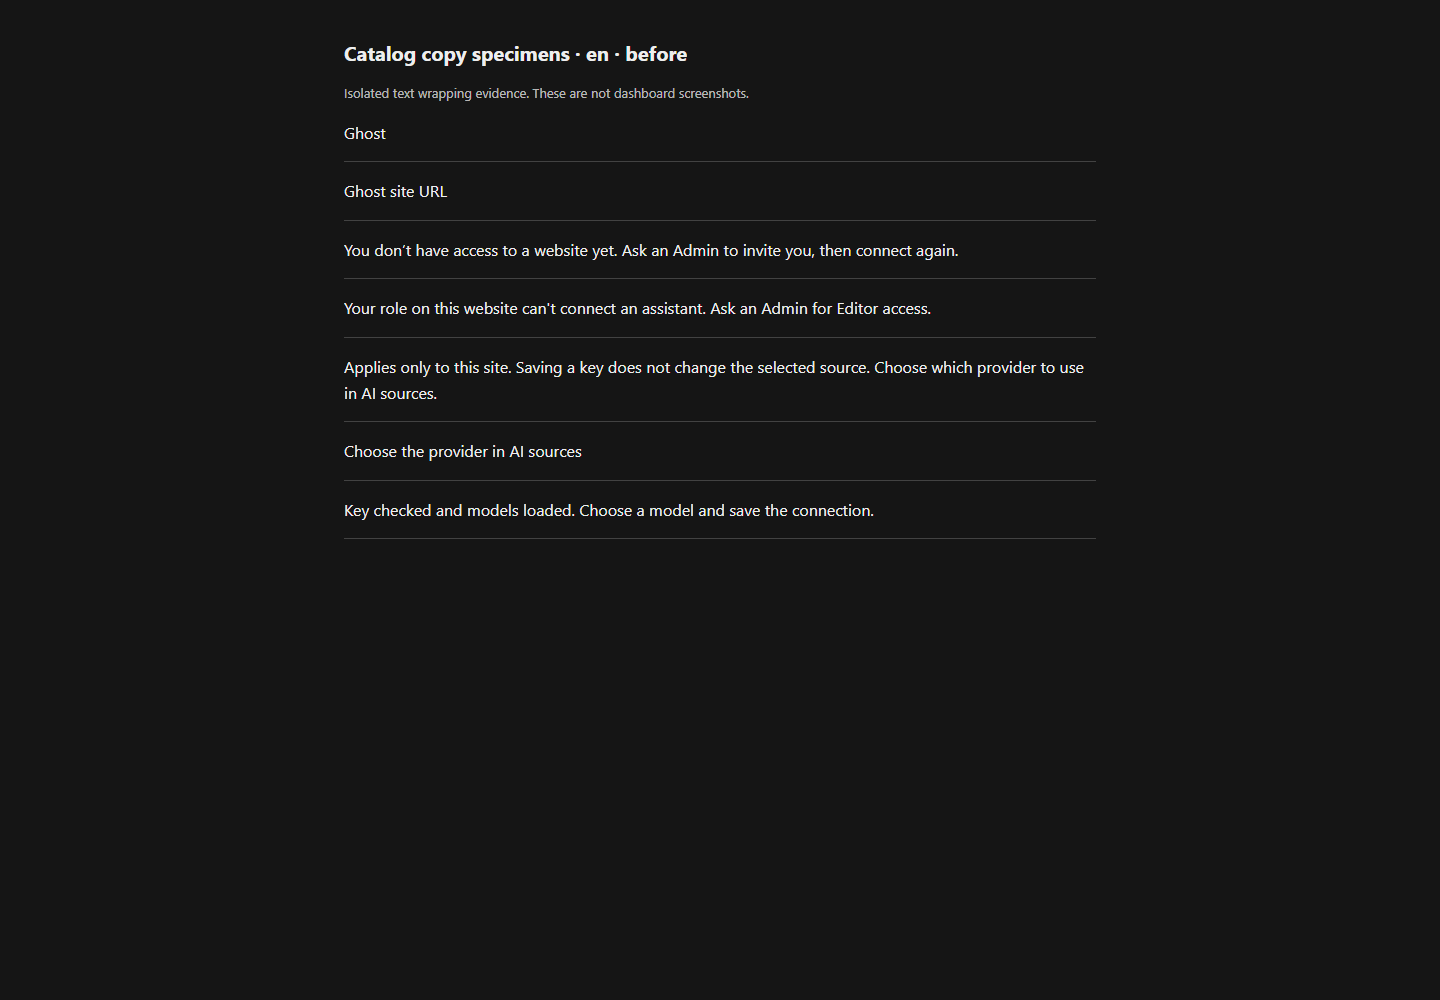 Catalog copy specimens · en · before
Isolated text wrapping evidence. These are not dashboard screenshots.
Ghost
Ghost site URL
You don’t have access to a website yet. Ask an Admin to invite you, then connect again.
Your role on this website can't connect an assistant. Ask an Admin for Editor access.
Applies only to this site. Saving a key does not change the selected source. Choose which provider to use
in AI sources.
Choose the provider in AI sources
Key checked and models loaded. Choose a model and save the connection.